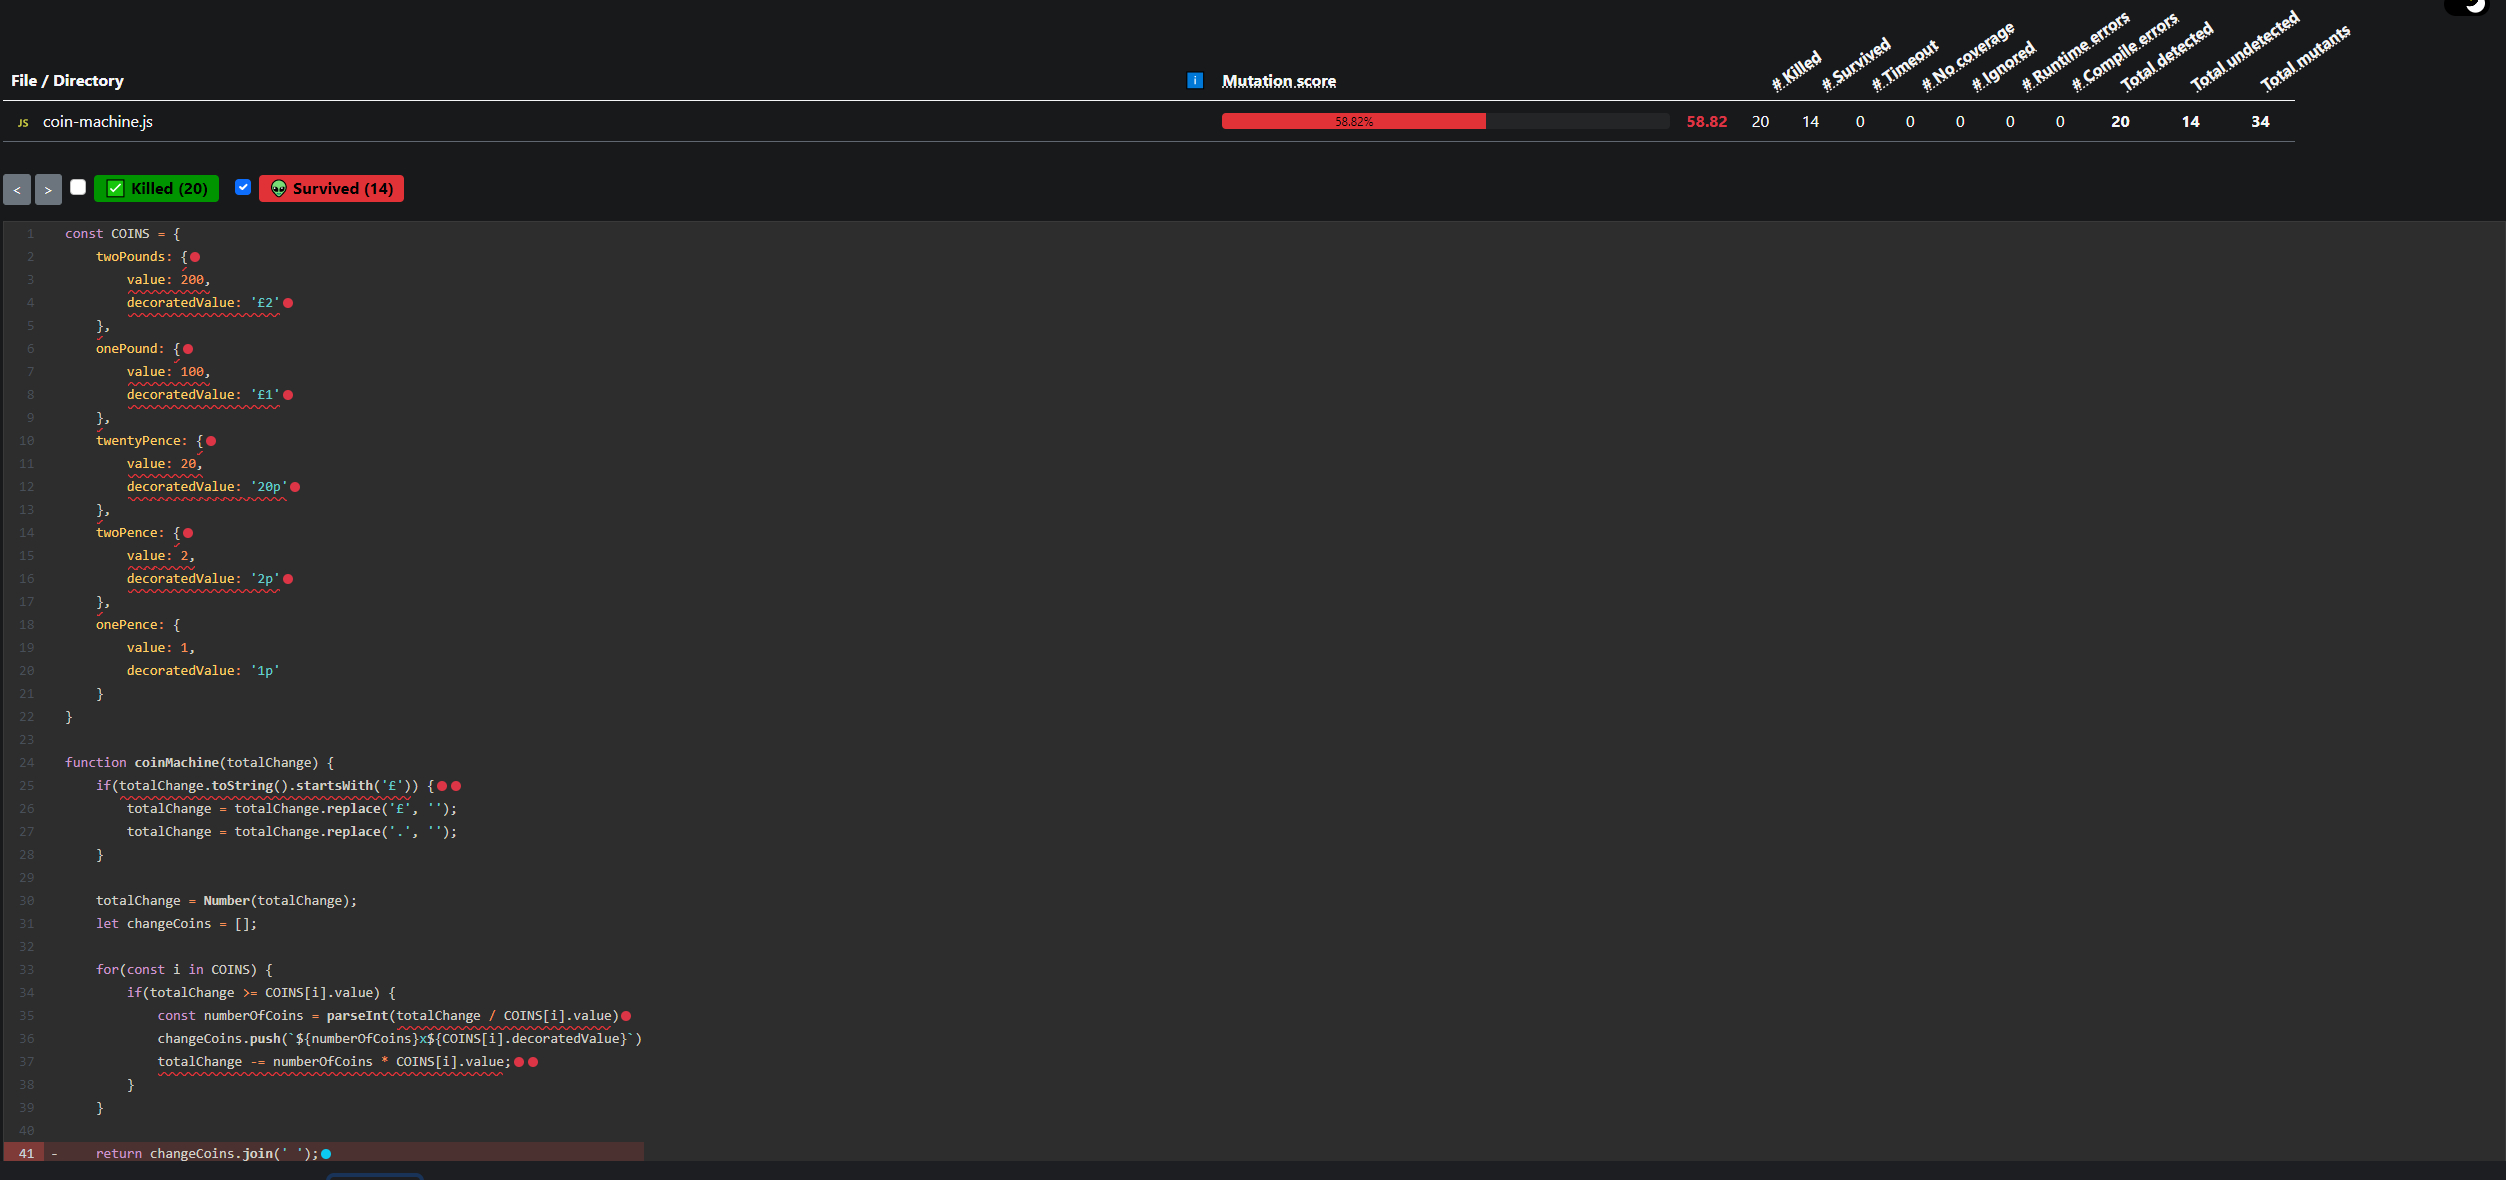 File / Directory
Mutation score
# Killed
# Survived
# Timeout
# No coverage
# Ignored
# Runtime errors
# Compile errors
Total detected
Total undetected
Total mutants
JS coin-machine.js 58.82% 58.82 20 14 0 0 0 0 0 20 14 34
< > Killed (20) Survived (14)
1 const COINS = {
2 twoPounds: {
3 value: 200,
4 decoratedValue: '£2'
5 },
6 onePound: {
7 value: 100,
8 decoratedValue: '£1'
9 },
10 twentyPence: {
11 value: 20,
12 decoratedValue: '20p'
13 },
14 twoPence: {
15 value: 2,
16 decoratedValue: '2p'
17 },
18 onePence: {
19 value: 1,
20 decoratedValue: '1p'
21 }
22 }
23
24 function coinMachine(totalChange) {
25 if(totalChange.toString().startsWith('£')) {
26 totalChange = totalChange.replace('£', '');
27 totalChange = totalChange.replace('.', '');
28 }
29
30 totalChange = Number(totalChange);
31 let changeCoins = [];
32
33 for(const i in COINS) {
34 if(totalChange >= COINS[i].value) {
35 const numberOfCoins = parseInt(totalChange / COINS[i].value)
36 changeCoins.push(`${numberOfCoins}x${COINS[i].decoratedValue}`)
37 totalChange -= numberOfCoins * COINS[i].value;
38 }
39 }
40
41 - return changeCoins.join(' ');